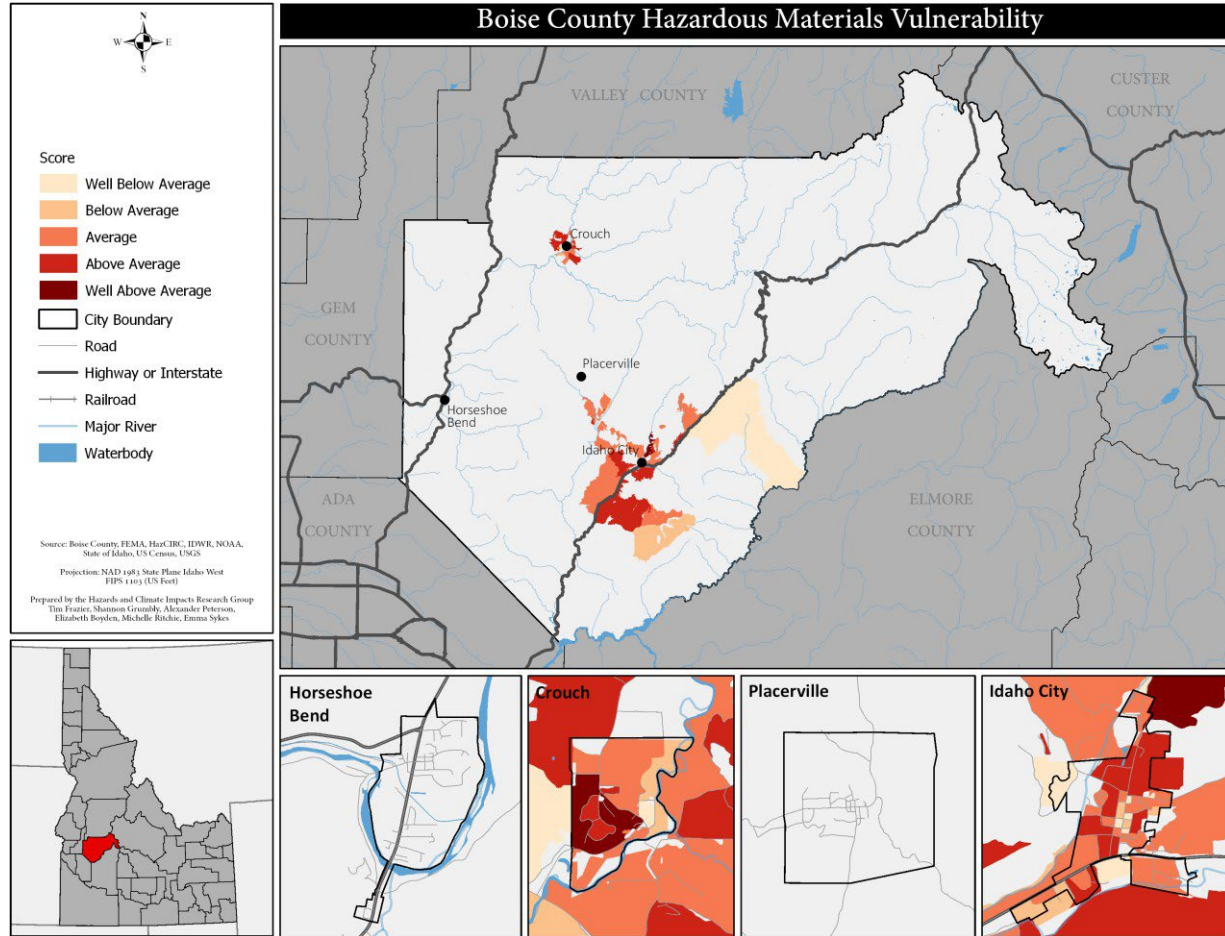 Boise County Hazardous Materials Vulnerability
N
W
E
S
Score
Well Below Average
Below Average
Average
Above Average
Well Above Average
City Boundary
Road
Highway or Interstate
Railroad
Major River
Waterbody
Source: Boise County, FEMA, HazCIRC, IDWR, NOAA,
State of Idaho, US Census, USGS
Projection: NAD 1983 State Plane Idaho West
FIPS 1103 (US Feet)
Prepared by the Hazards and Climate Impacts Research Group
Tim Frazier, Shannon Grumbly, Alexander Peterson,
Elizabeth Boyden, Michelle Ritchie, Emma Sykes
VALLEY COUNTY
CUSTER
COUNTY
Crouch
GEM
COUNTY
Placerville
Horseshoe
Bend
Idaho City
ADA
COUNTY
ELMORE
COUNTY
Horseshoe
Bend
Crouch
Placerville
Idaho City